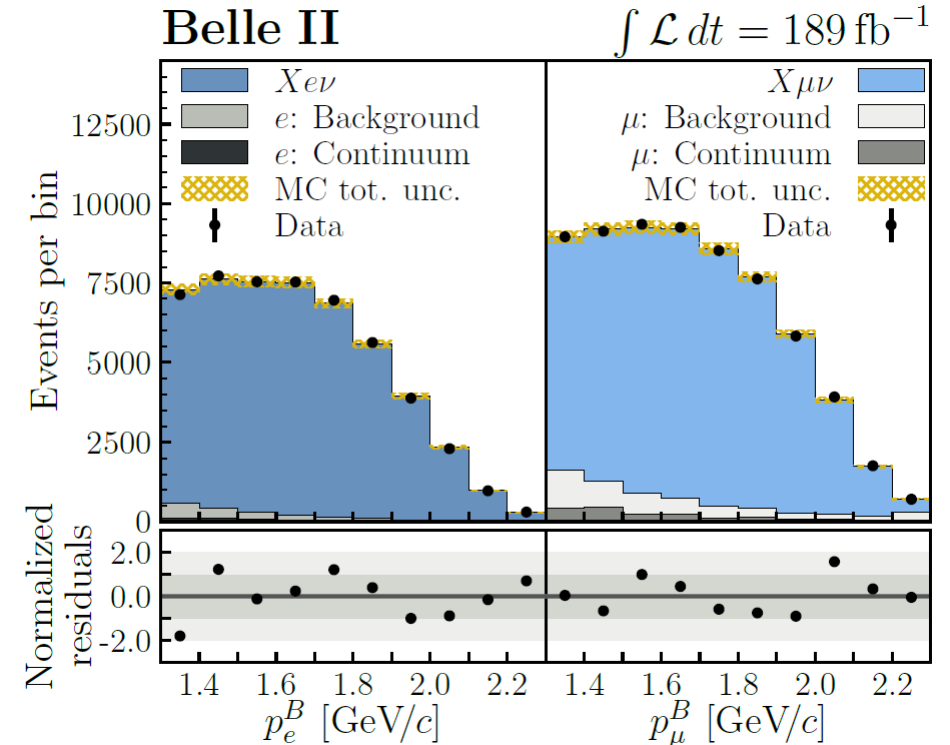 Belle II
∫ ℒ dt = 189 fb⁻¹
Events per bin
12500
10000
7500
5000
2500
0
Xeν
e: Background
e: Continuum
MC tot. unc.
Data
Xμν
μ: Background
μ: Continuum
MC tot. unc.
Data
Normalized
residuals
2.0
0.0
-2.0
1.4 1.6 1.8 2.0 2.2 1.4 1.6 1.8 2.0 2.2
pₑᴮ [GeV/c] p_μᴮ [GeV/c]